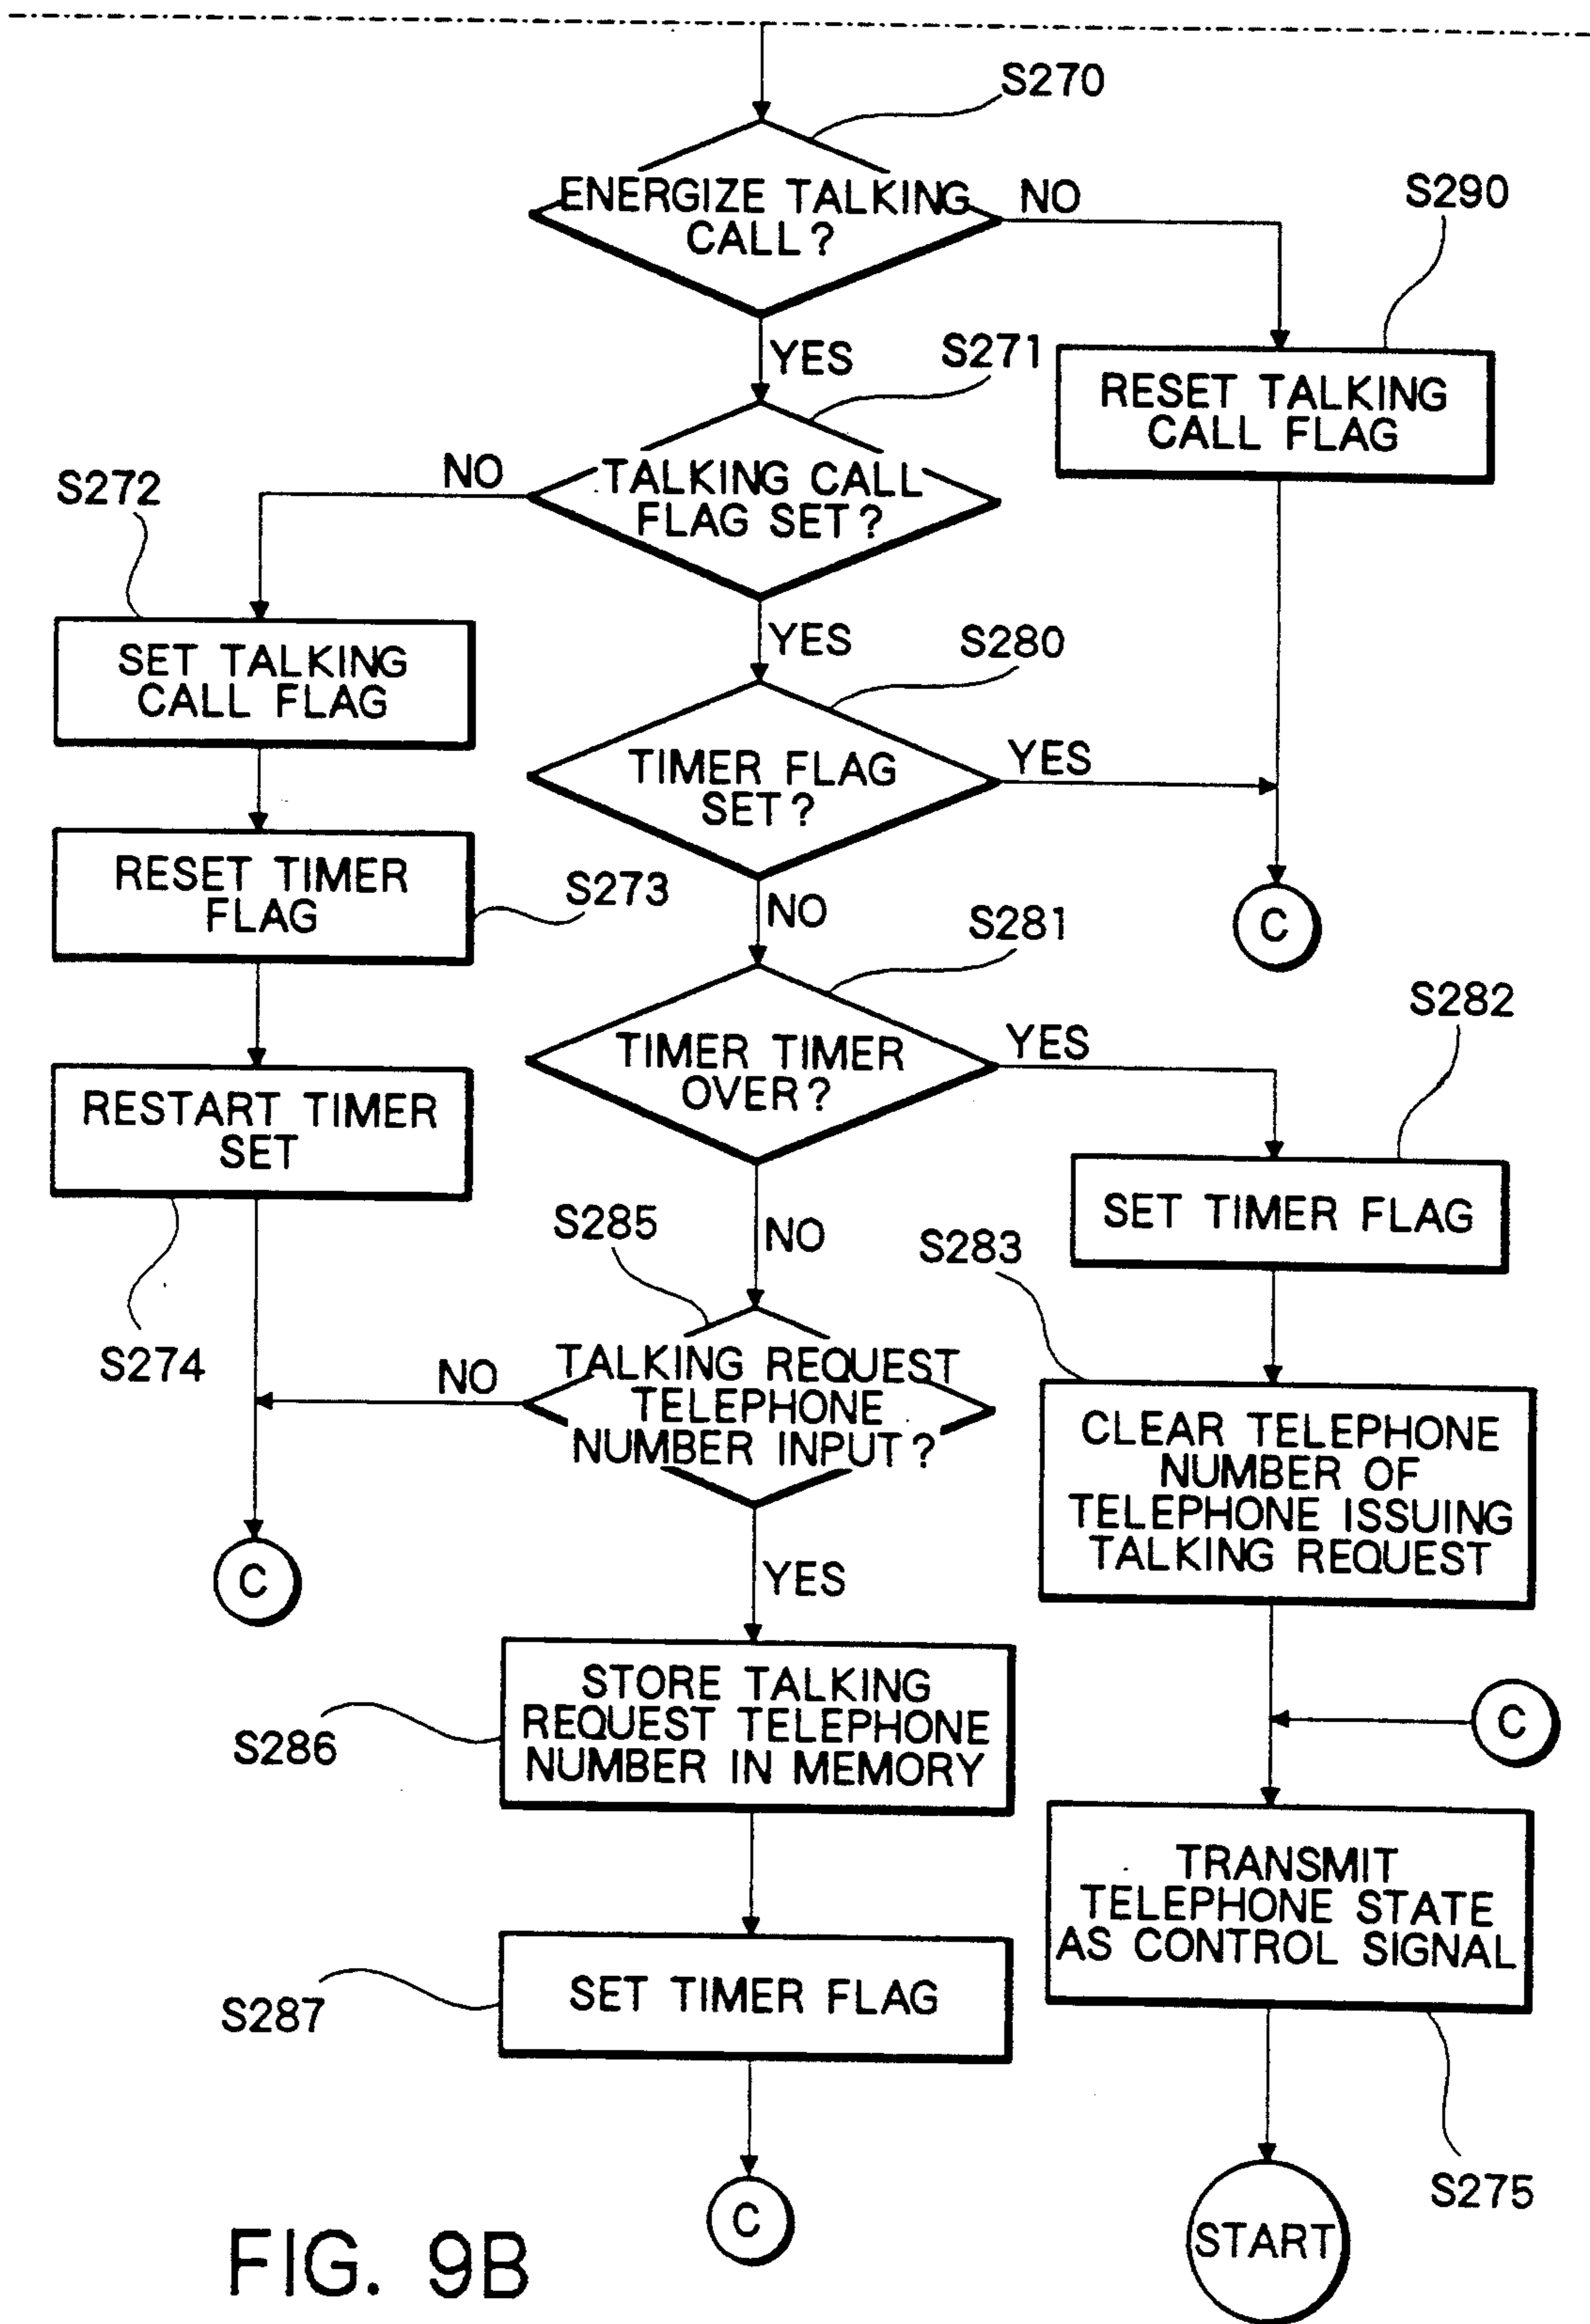 S270
ENERGIZE TALKING
CALL?
NO
S290
YES
S271
RESET TALKING
CALL FLAG
NO
S272
TALKING CALL
FLAG SET?
YES
S280
SET TALKING
CALL FLAG
TIMER FLAG
SET?
YES
RESET TIMER
FLAG
S273
NO
S281
C
S282
TIMER TIMER
OVER?
YES
RESTART TIMER
SET
SET TIMER FLAG
S285
NO
S283
S274
NO
TALKING REQUEST
TELEPHONE
NUMBER INPUT?
CLEAR TELEPHONE
NUMBER OF
TELEPHONE ISSUING
TALKING REQUEST
C
YES
STORE TALKING
REQUEST TELEPHONE
NUMBER IN MEMORY
S286
C
TRANSMIT
TELEPHONE STATE
AS CONTROL SIGNAL
SET TIMER FLAG
S287
S275
C
START
FIG. 9B